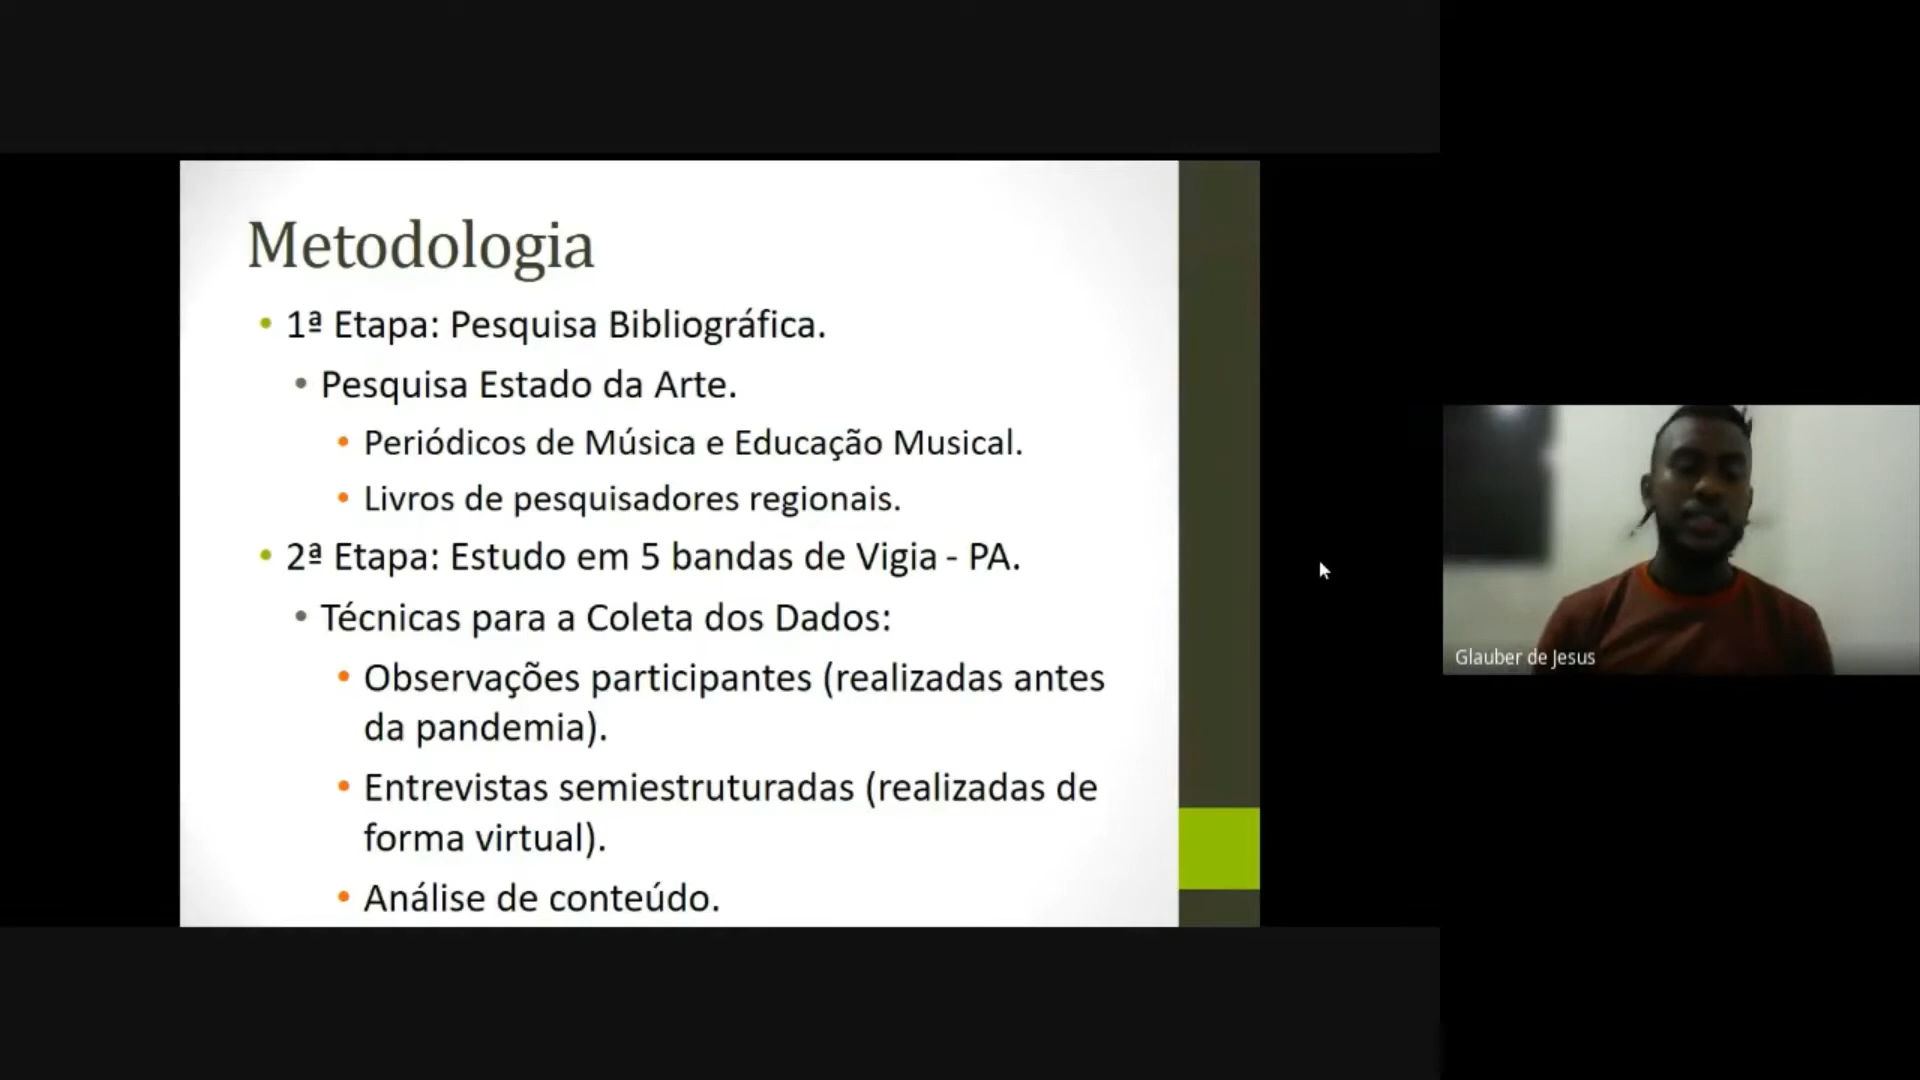 Metodologia
• 1ª Etapa: Pesquisa Bibliográfica.
• Pesquisa Estado da Arte.
• Periódicos de Música e Educação Musical.
• Livros de pesquisadores regionais.
• 2ª Etapa: Estudo em 5 bandas de Vigia - PA.
• Técnicas para a Coleta dos Dados:
• Observações participantes (realizadas antes
da pandemia).
• Entrevistas semiestruturadas (realizadas de
forma virtual).
• Análise de conteúdo.
Glauber de Jesus